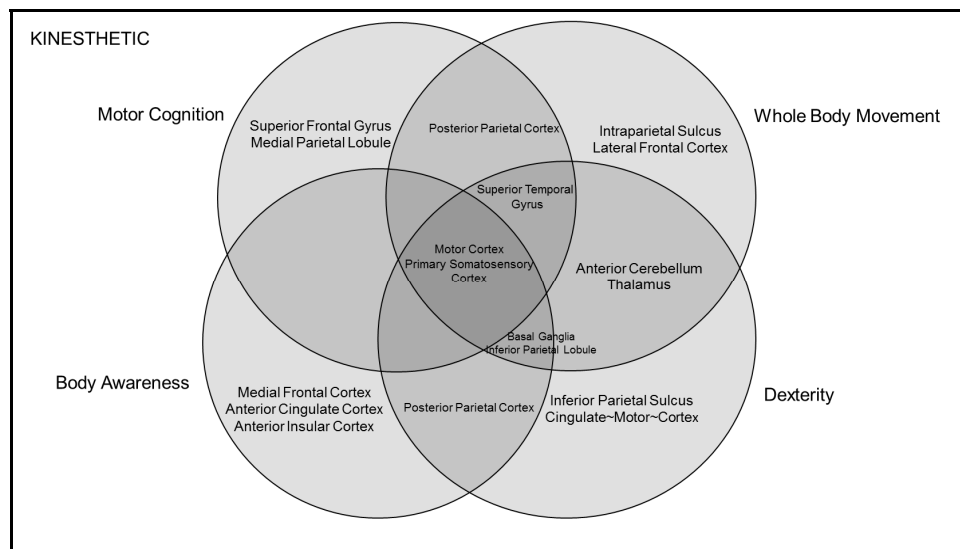 KINESTHETIC
Motor Cognition
Whole Body Movement
Superior Frontal Gyrus
Medial Parietal Lobule
Posterior Parietal Cortex
Intraparietal Sulcus
Lateral Frontal Cortex
Superior Temporal
Gyrus
Motor Cortex
Primary Somatosensory
Cortex
Anterior Cerebellum
Thalamus
Basal Ganglia
Inferior Parietal Lobule
Body Awareness
Dexterity
Medial Frontal Cortex
Anterior Cingulate Cortex
Anterior Insular Cortex
Posterior Parietal Cortex
Inferior Parietal Sulcus
Cingulate~Motor~Cortex